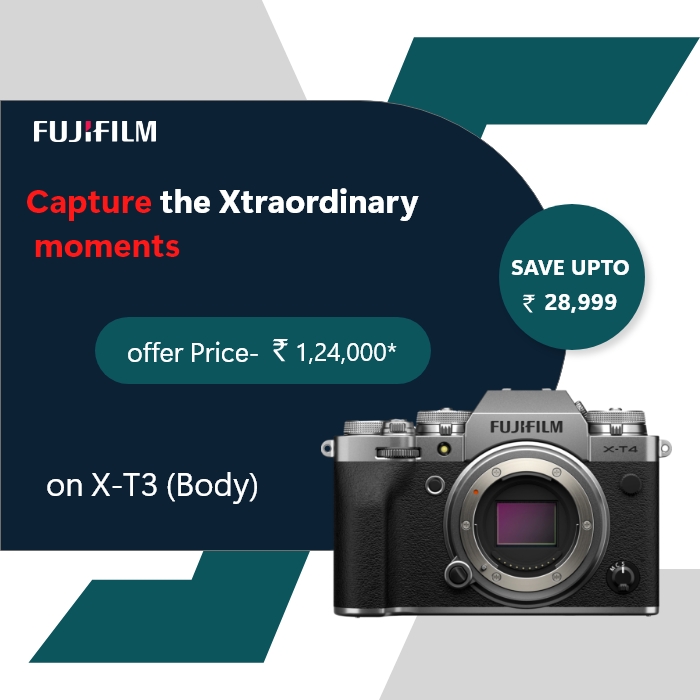 FUJIFILM
Capture the Xtraordinary
moments
SAVE UPTO
₹ 28,999
offer Price- ₹ 1,24,000*
FUJIFILM
X-T4
on X-T3 (Body)